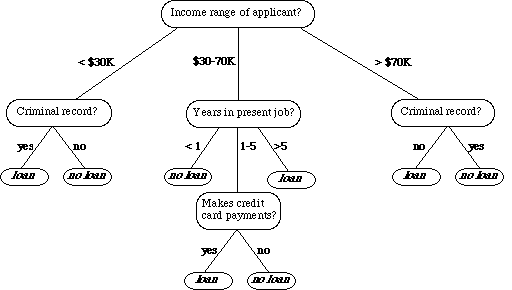 Income range of applicant?
< $30K
$30-70K
> $70K
Criminal record?
Years in present job?
Criminal record?
yes
no
< 1
1-5
>5
no
yes
loan
no loan
no loan
loan
loan
no loan
Makes credit
card payments?
yes
no
loan
no loan